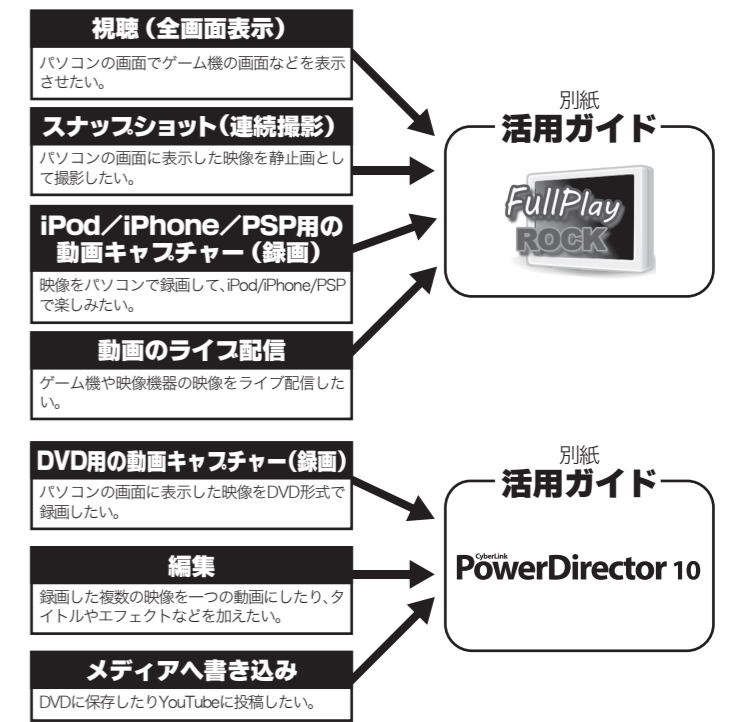 視聴（全画面表示）
パソコンの画面でゲーム機の画面などを表示
させたい。
スナップショット（連続撮影）
パソコンの画面に表示した映像を静止画とし
て撮影したい。
iPod／iPhone／PSP用の
動画キャプチャー（録画）
映像をパソコンで録画して、iPod/iPhone/PSP
で楽しみたい。
動画のライブ配信
ゲーム機や映像機器の映像をライブ配信した
い。
別紙
活用ガイド
FullPlay
ROCK
DVD用の動画キャプチャー（録画）
パソコンの画面に表示した映像をDVD形式で
録画したい。
編集
録画した複数の映像を一つの動画にしたり、タ
イトルやエフェクトなどを加えたい。
メディアへ書き込み
DVDに保存したりYouTubeに投稿したい。
別紙
活用ガイド
CyberLink
PowerDirector 10